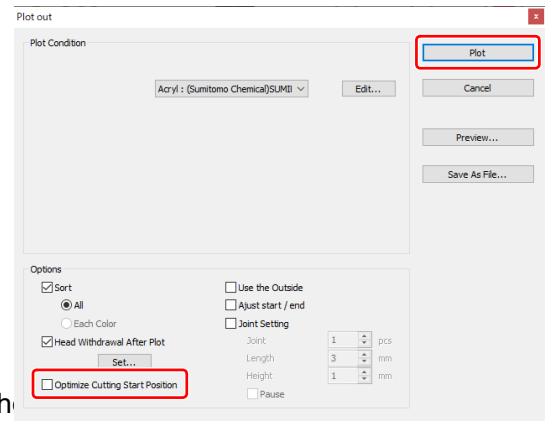 Plot out
x
Plot Condition
Plot
Acryl : (Sumitomo Chemical)SUMI
Edit...
Cancel
Preview...
Save As File...
Options
Sort
Use the Outside
All
Ajust start / end
Each Color
Joint Setting
Head Withdrawal After Plot
Joint 1 pcs
Set...
Length 3 mm
Optimize Cutting Start Position
Height 1 mm
Pause